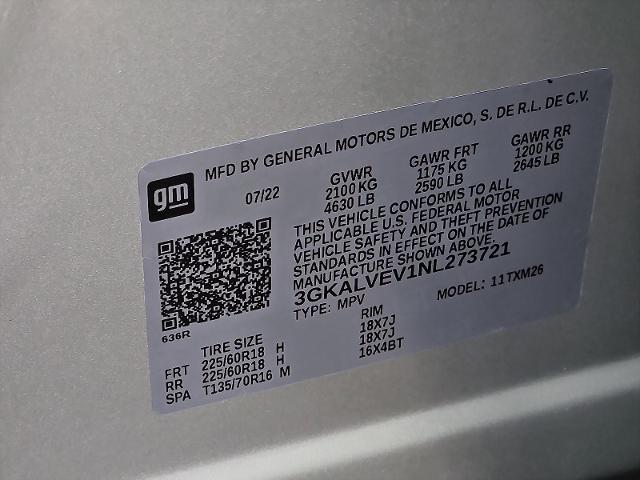 MFD BY GENERAL MOTORS DE MEXICO, S. DE R.L. DE C.V.
gm
07/22 GVWR GAWR FRT GAWR RR
2100 KG 1175 KG 1200 KG
4630 LB 2590 LB 2645 LB
THIS VEHICLE CONFORMS TO ALL
APPLICABLE U.S. FEDERAL MOTOR
VEHICLE SAFETY AND THEFT PREVENTION
STANDARDS IN EFFECT ON THE DATE OF
MANUFACTURE SHOWN ABOVE.
3GKALVEV1NL273721
TYPE: MPV MODEL: 11TXM26
636R
TIRE SIZE RIM
FRT 225/60R18 H 18X7J
RR 225/60R18 H 18X7J
SPA T135/70R16 M 16X4BT